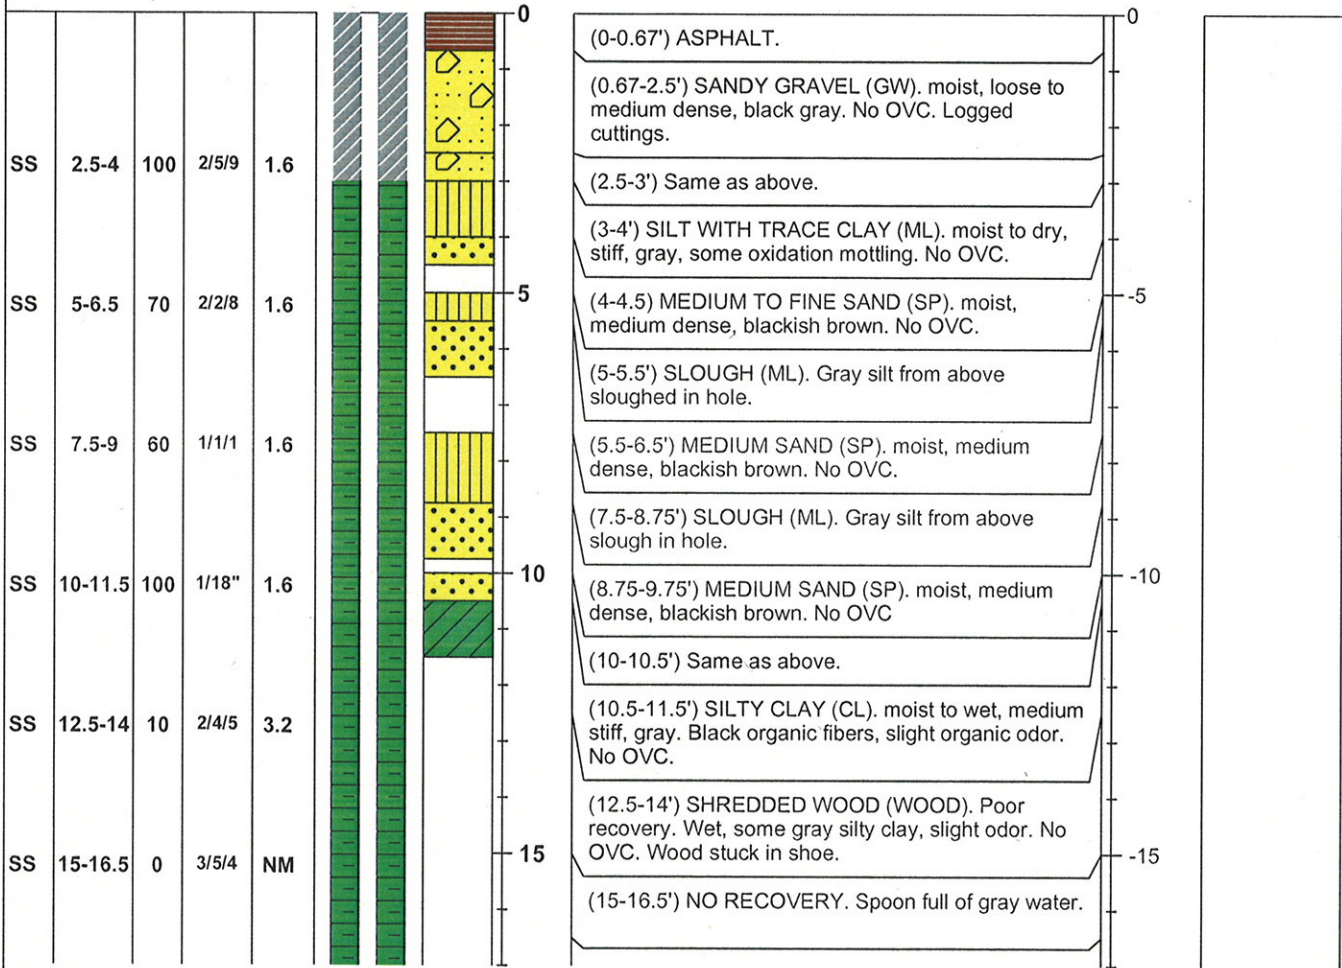 0
0
(0-0.67') ASPHALT.
(0.67-2.5') SANDY GRAVEL (GW). moist, loose to
medium dense, black gray. No OVC. Logged
cuttings.
SS 2.5-4 100 2/5/9 1.6
(2.5-3') Same as above.
(3-4') SILT WITH TRACE CLAY (ML). moist to dry,
stiff, gray, some oxidation mottling. No OVC.
SS 5-6.5 70 2/2/8 1.6
5
-5
(4-4.5) MEDIUM TO FINE SAND (SP). moist,
medium dense, blackish brown. No OVC.
(5-5.5') SLOUGH (ML). Gray silt from above
sloughed in hole.
SS 7.5-9 60 1/1/1 1.6
(5.5-6.5') MEDIUM SAND (SP). moist, medium
dense, blackish brown. No OVC.
(7.5-8.75') SLOUGH (ML). Gray silt from above
slough in hole.
SS 10-11.5 100 1/18" 1.6
10
-10
(8.75-9.75') MEDIUM SAND (SP). moist, medium
dense, blackish brown. No OVC
(10-10.5') Same as above.
SS 12.5-14 10 2/4/5 3.2
(10.5-11.5') SILTY CLAY (CL). moist to wet, medium
stiff, gray. Black organic fibers, slight organic odor.
No OVC.
(12.5-14') SHREDDED WOOD (WOOD). Poor
recovery. Wet, some gray silty clay, slight odor. No
OVC. Wood stuck in shoe.
SS 15-16.5 0 3/5/4 NM
15
-15
(15-16.5') NO RECOVERY. Spoon full of gray water.